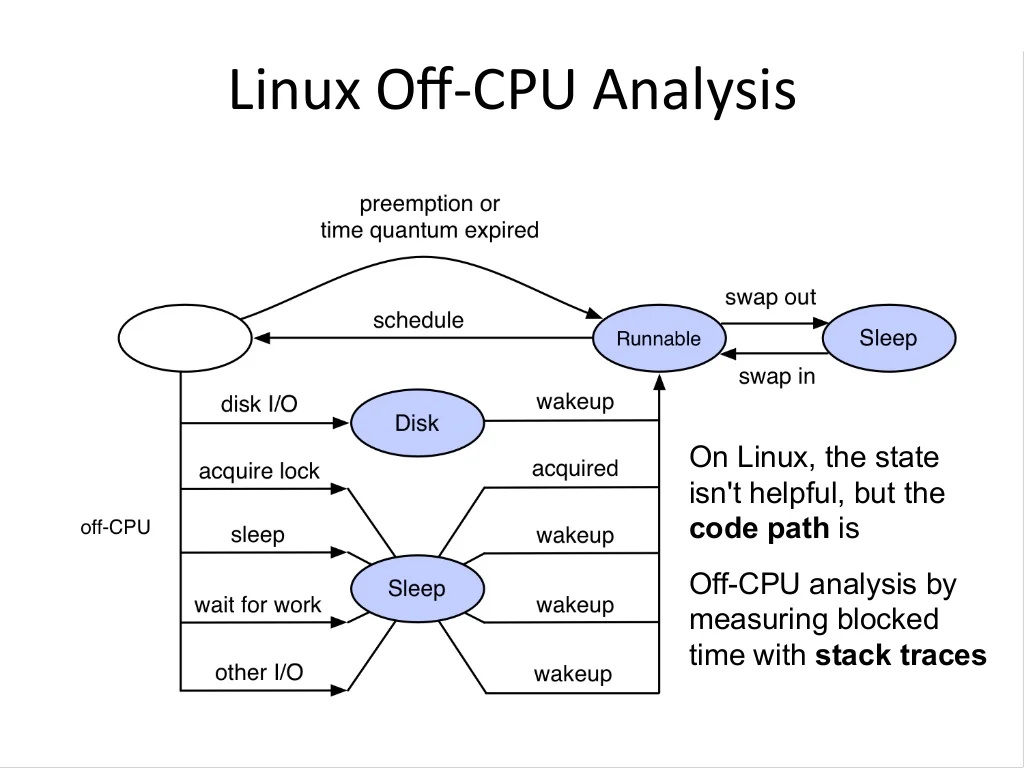 Linux Off-CPU Analysis
preemption or
time quantum expired
schedule
Runnable
swap out
Sleep
swap in
disk I/O
Disk
wakeup
acquire lock
acquired
off-CPU
sleep
wakeup
Sleep
wait for work
wakeup
other I/O
wakeup
On Linux, the state
isn't helpful, but the
code path is
Off-CPU analysis by
measuring blocked
time with stack traces